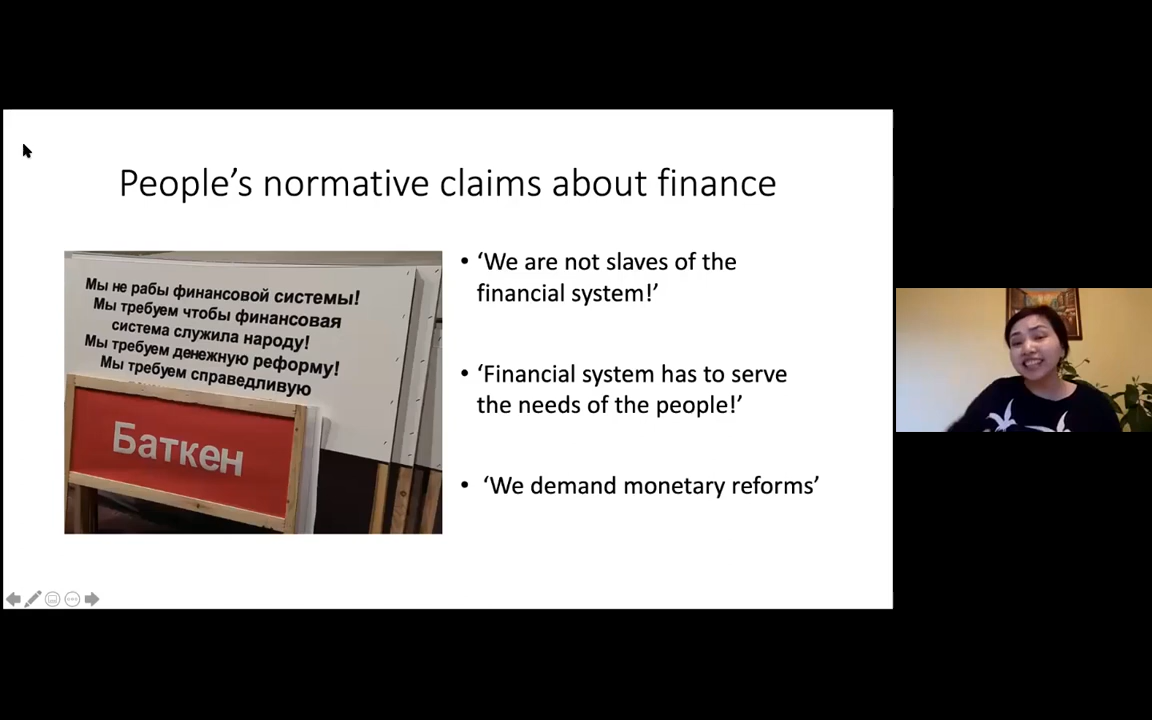 People’s normative claims about finance
Мы не рабы финансовой системы!
Мы требуем чтобы финансовая
система служила народу!
Мы требуем денежную реформу!
Мы требуем справедливую
Баткен
• ‘We are not slaves of the
financial system!’
• ‘Financial system has to serve
the needs of the people!’
• ‘We demand monetary reforms’